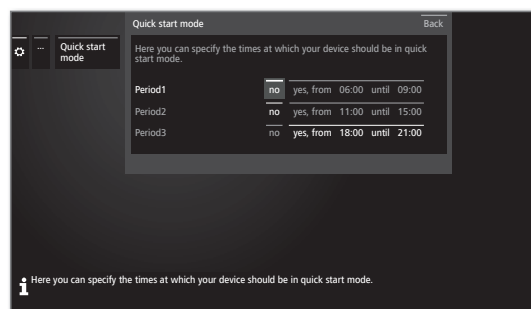 Quick start mode Back
... Quick start
mode
Here you can specify the times at which your device should be in quick
start mode.
Period1 no yes, from 06:00 until 09:00
Period2 no yes, from 11:00 until 15:00
Period3 no yes, from 18:00 until 21:00
Here you can specify the times at which your device should be in quick start mode.